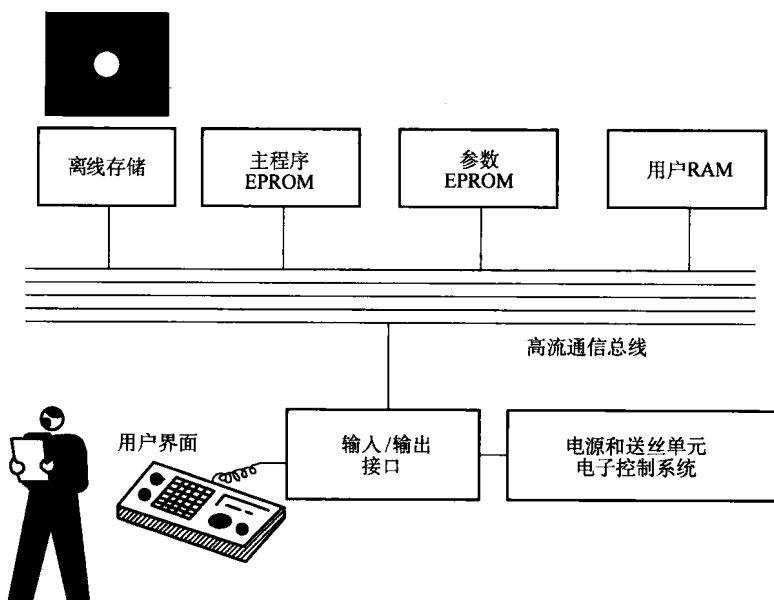 离线存储
主程序
EPROM
参数
EPROM
用户RAM
高流通信总线
用户界面
输入/输出
接口
电源和送丝单元
电子控制系统